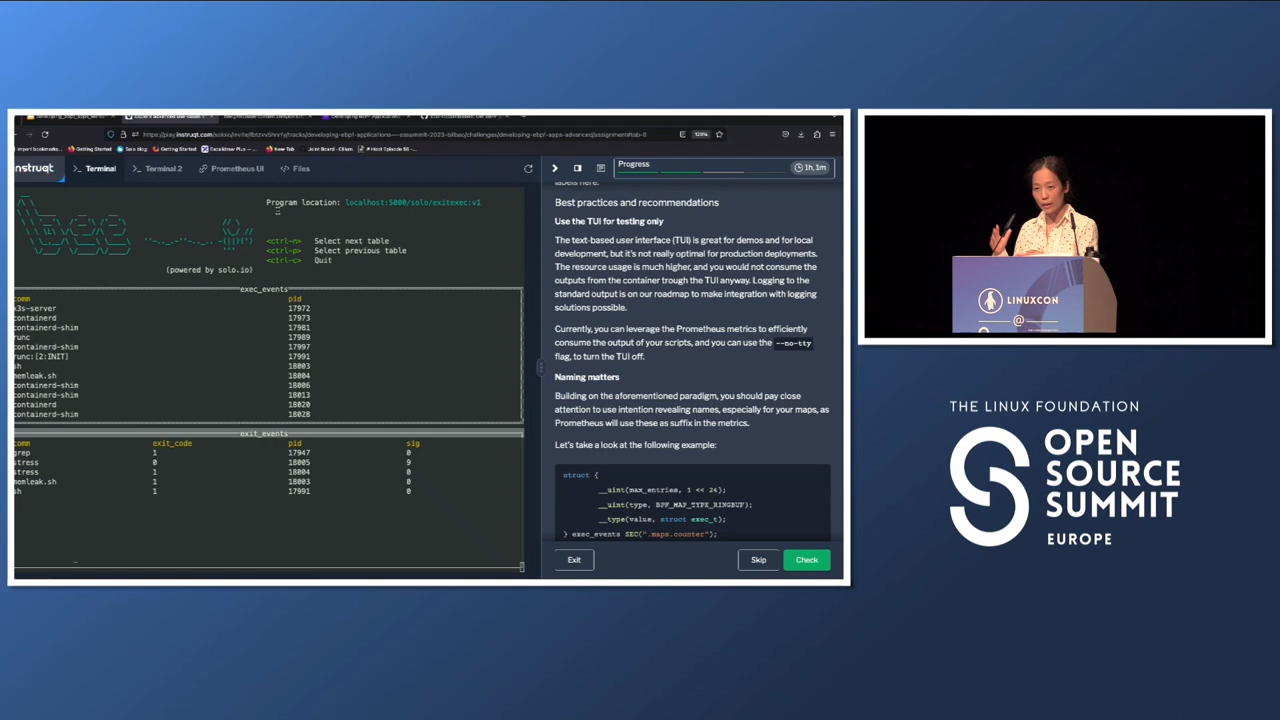 instruqt
Terminal
Terminal 2
Prometheus UI
Files
Progress
1h, 1m
Program location: localhost:5000/solo/exitexec:v1
<ctrl-n> Select next table
<ctrl-p> Select previous table
<ctrl-c> Quit
(powered by solo.io)
exec_events
comm pid
k3s-server 17972
containerd 17973
containerd-shim 17981
runc 17989
containerd-shim 17997
runc:[2:INIT] 17991
sh 18003
memleak.sh 18004
containerd-shim 18006
containerd-shim 18013
containerd 18020
containerd-shim 18028
exit_events
comm exit_code pid sig
grep 1 17947 0
stress 0 18005 9
stress 1 18004 0
memleak.sh 1 18003 0
sh 1 17991 0
labels here.
Best practices and recommendations
Use the TUI for testing only
The text-based user interface (TUI) is great for demos and for local
development, but it's not really optimal for production deployments.
The resource usage is much higher, and you would not consume the
outputs from the container trough the TUI anyway. Logging to the
standard output is on our roadmap to make integration with logging
solutions possible.
Currently, you can leverage the Prometheus metrics to efficiently
consume the output of your scripts, and you can use the --no-tty
flag, to turn the TUI off.
Naming matters
Building on the aforementioned paradigm, you should pay close
attention to use intention revealing names, especially for your maps, as
Prometheus will use these as suffix in the metrics.
Let's take a look at the following example:
struct {
__uint(max_entries, 1 << 24);
__uint(type, BPF_MAP_TYPE_RINGBUF);
__type(value, struct exec_t);
} exec_events SEC(".maps.counter");
Exit
Skip
Check
LINUXCON
@
THE LINUX FOUNDATION
OPEN
SOURCE
SUMMIT
EUROPE